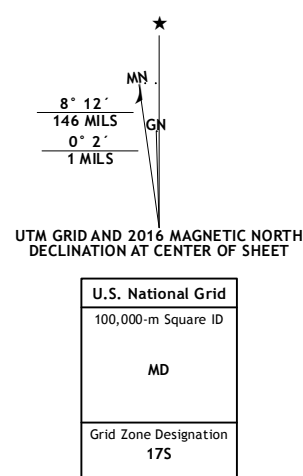 ★
MN
8° 12´
146 MILS
GN
0° 2´
1 MILS
UTM GRID AND 2016 MAGNETIC NORTH
DECLINATION AT CENTER OF SHEET
U.S. National Grid
100,000-m Square ID
MD
Grid Zone Designation
17S